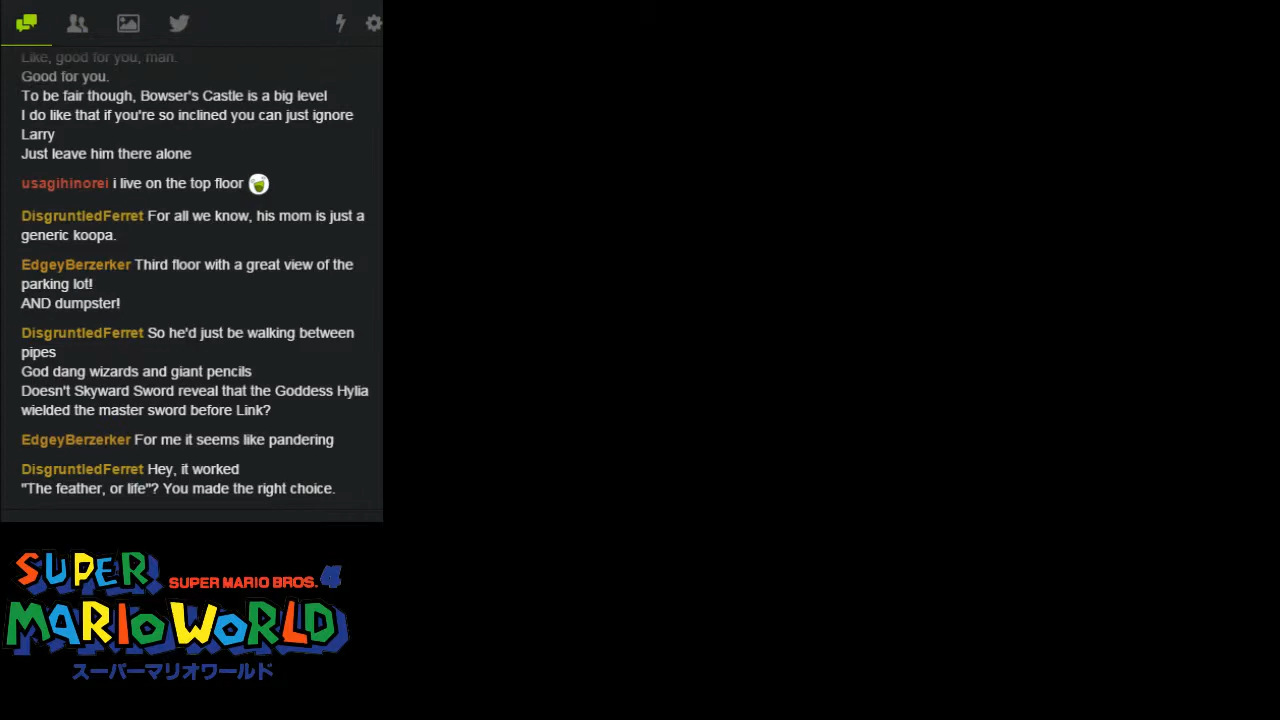 Like, good for you, man.
Good for you.
To be fair though, Bowser's Castle is a big level
I do like that if you're so inclined you can just ignore
Larry
Just leave him there alone
usagihinorei i live on the top floor
DisgruntledFerret For all we know, his mom is just a
generic koopa.
EdgeyBerzerker Third floor with a great view of the
parking lot!
AND dumpster!
DisgruntledFerret So he'd just be walking between
pipes
God dang wizards and giant pencils
Doesn't Skyward Sword reveal that the Goddess Hylia
wielded the master sword before Link?
EdgeyBerzerker For me it seems like pandering
DisgruntledFerret Hey, it worked
"The feather, or life"? You made the right choice.
SUPER SUPER MARIO BROS. 4
MARIO WORLD
スーパーマリオワールド